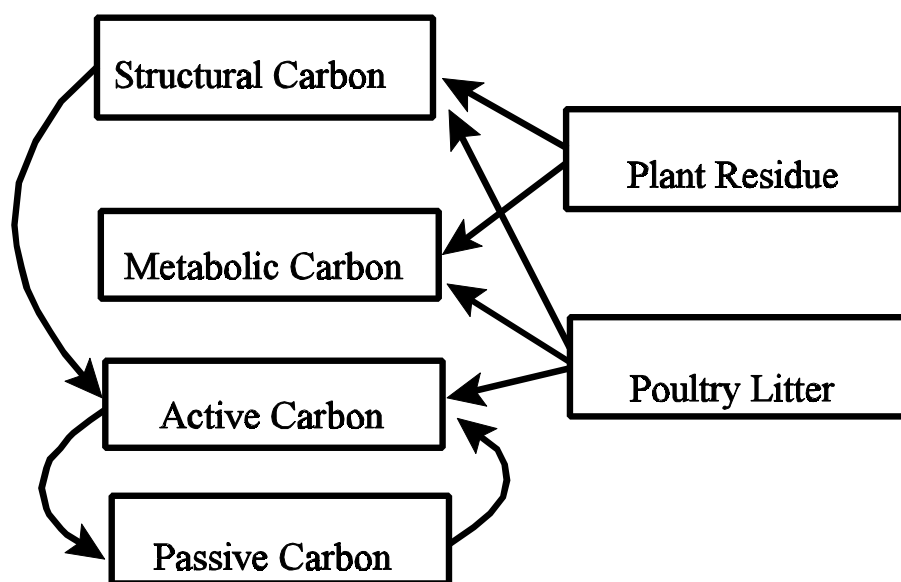 Structural Carbon
Plant Residue
Metabolic Carbon
Poultry Litter
Active Carbon
Passive Carbon